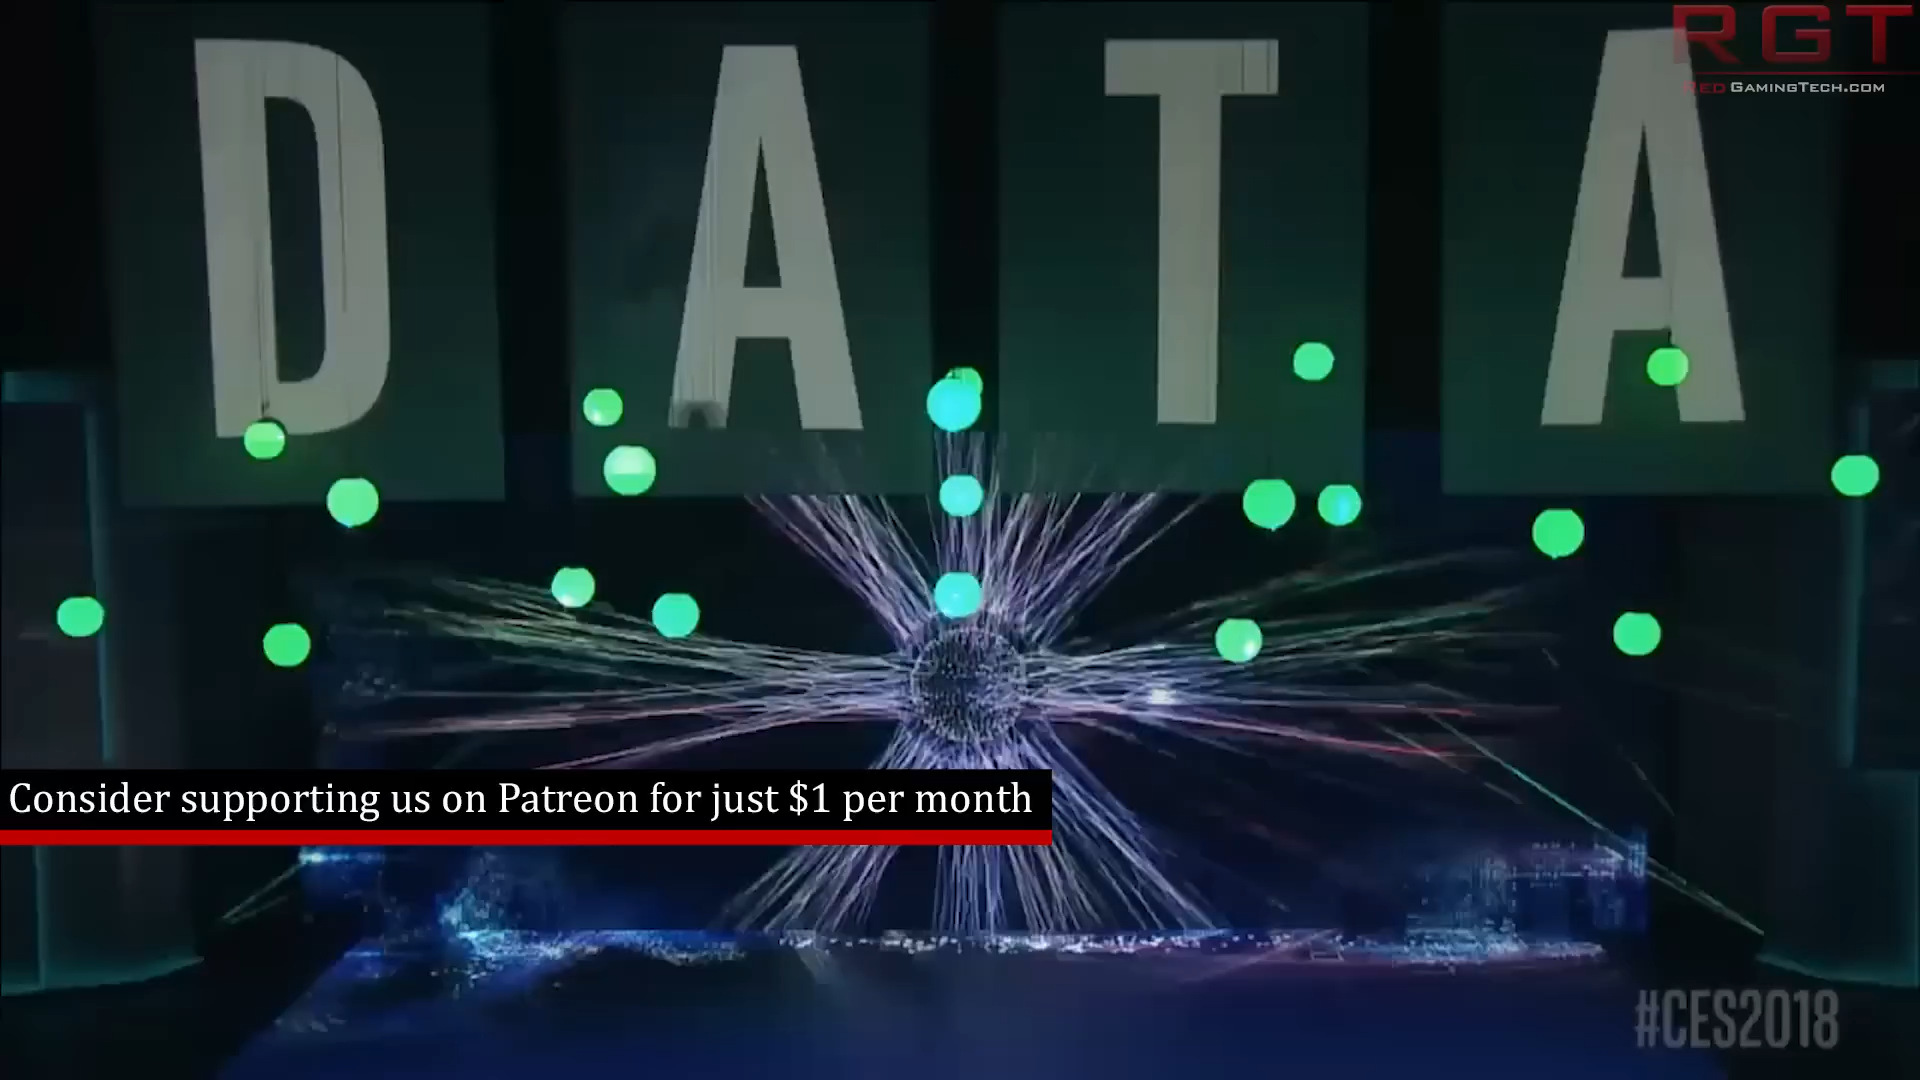 DATA
RGT
RED GAMINGTECH.COM
Consider supporting us on Patreon for just $1 per month
#CES2018